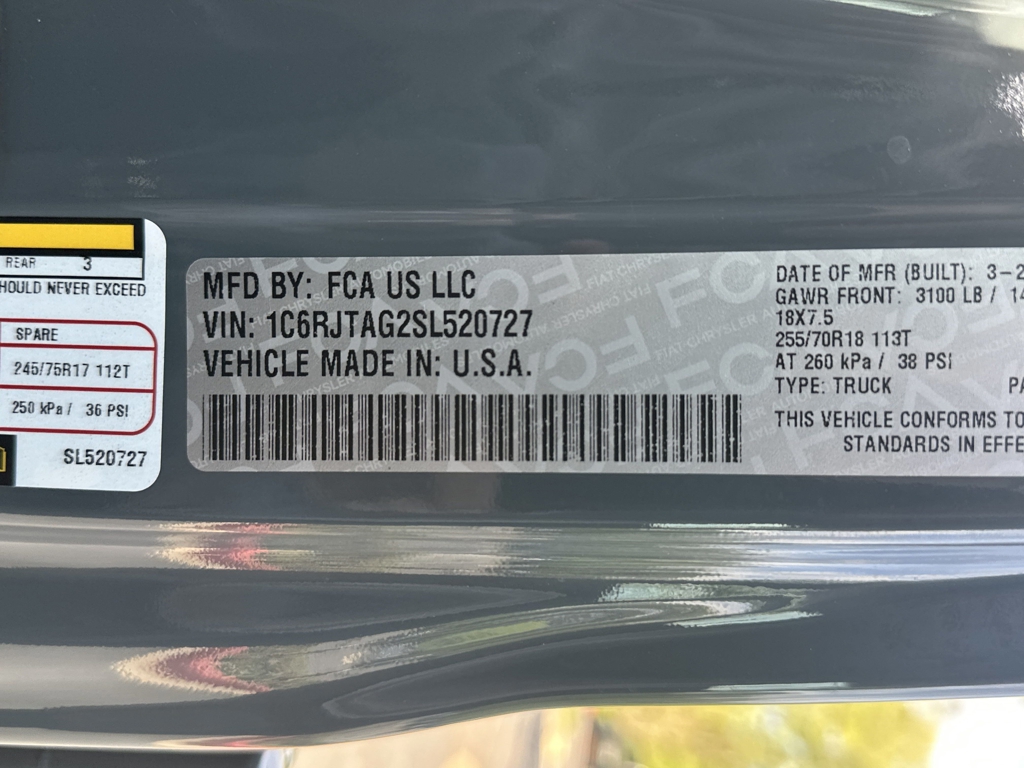 REAR 3
HOULD NEVER EXCEED
SPARE
245/75R17 112T
250 kPa / 36 PSI
SL520727
MFD BY: FCA US LLC
VIN: 1C6RJTAG2SL520727
VEHICLE MADE IN: U.S.A.
DATE OF MFR (BUILT): 3-2
GAWR FRONT: 3100 LB / 14
18X7.5
255/70R18 113T
AT 260 kPa / 38 PSI
TYPE: TRUCK PA
THIS VEHICLE CONFORMS TO
STANDARDS IN EFFE